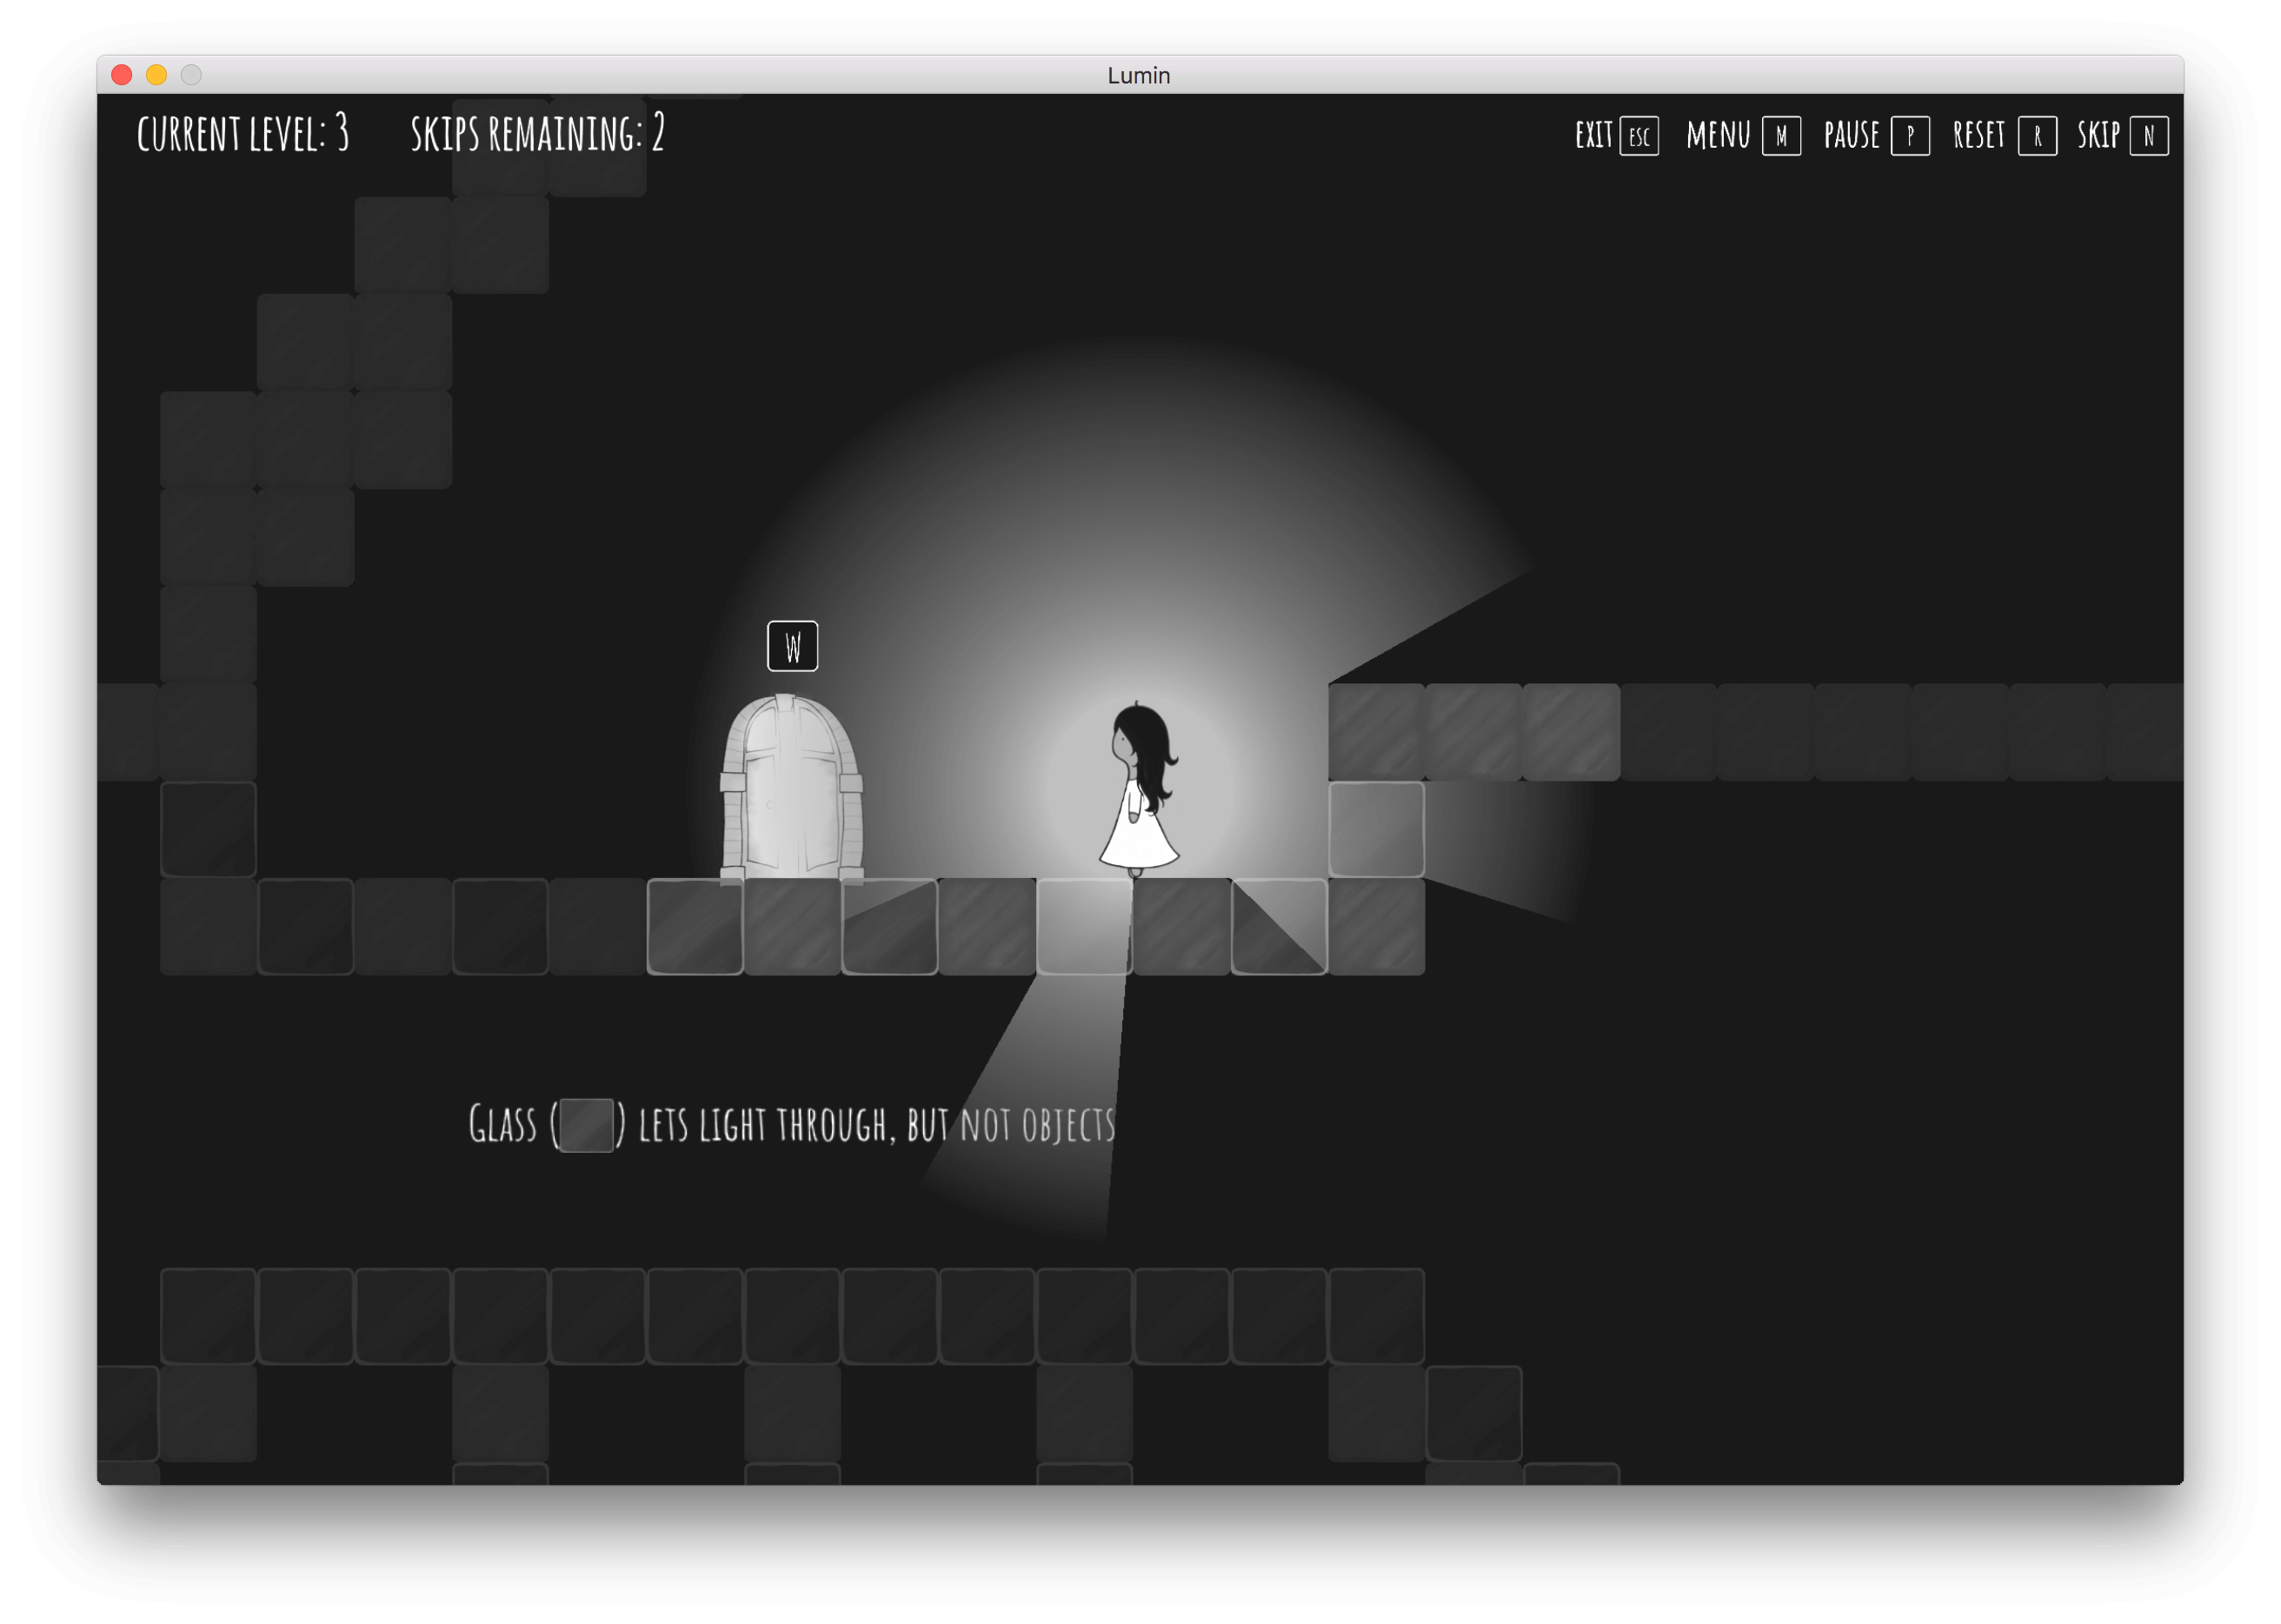 Lumin
CURRENT LEVEL: 3 SKIPS REMAINING: 2 EXIT ESC MENU M PAUSE P RESET R SKIP N
W
GLASS ( ) LETS LIGHT THROUGH, BUT NOT OBJECTS